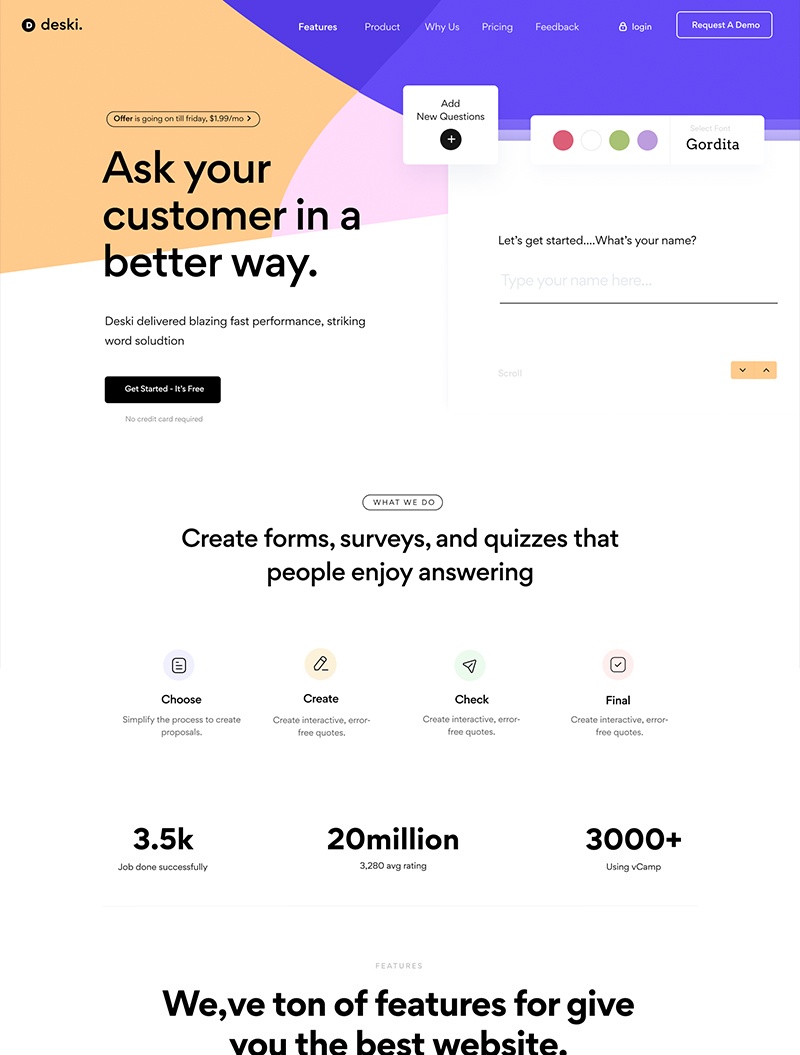 D deski.
Features Product Why Us Pricing Feedback login Request A Demo
Add
New Questions
+
Select Font
Gordita
Offer is going on till friday, $1.99/mo >
Ask your
customer in a
better way.
Deski delivered blazing fast performance, striking
word soludtion
Get Started - It's Free
No credit card required
Let's get started....What's your name?
Type your name here...
Scroll
WHAT WE DO
Create forms, surveys, and quizzes that
people enjoy answering
Choose
Simplify the process to create
proposals.
Create
Create interactive, error-
free quotes.
Check
Create interactive, error-
free quotes.
Final
Create interactive, error-
free quotes.
3.5k
Job done successfully
20million
3,280 avg rating
3000+
Using vCamp
FEATURES
We,ve ton of features for give
you the best website.